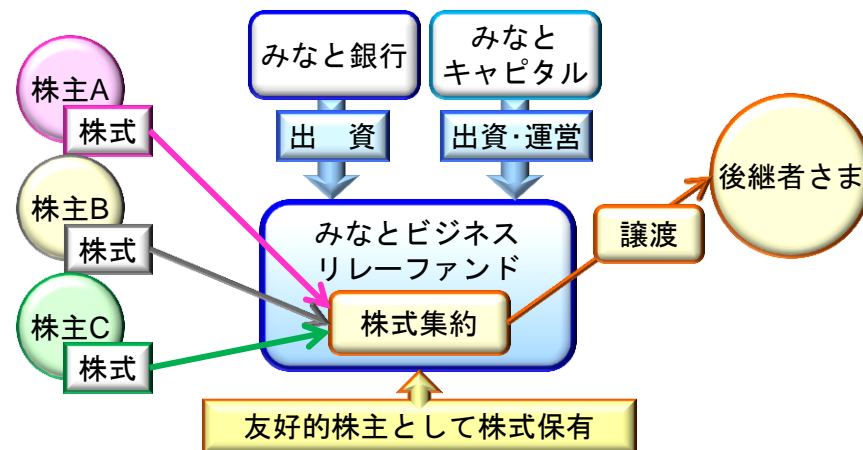 みなと銀行
みなと
キャピタル
株主A
株式
出　資
出資・運営
後継者さま
株主B
株式
みなとビジネス
リレーファンド
譲渡
株式集約
株主C
株式
友好的株主として株式保有